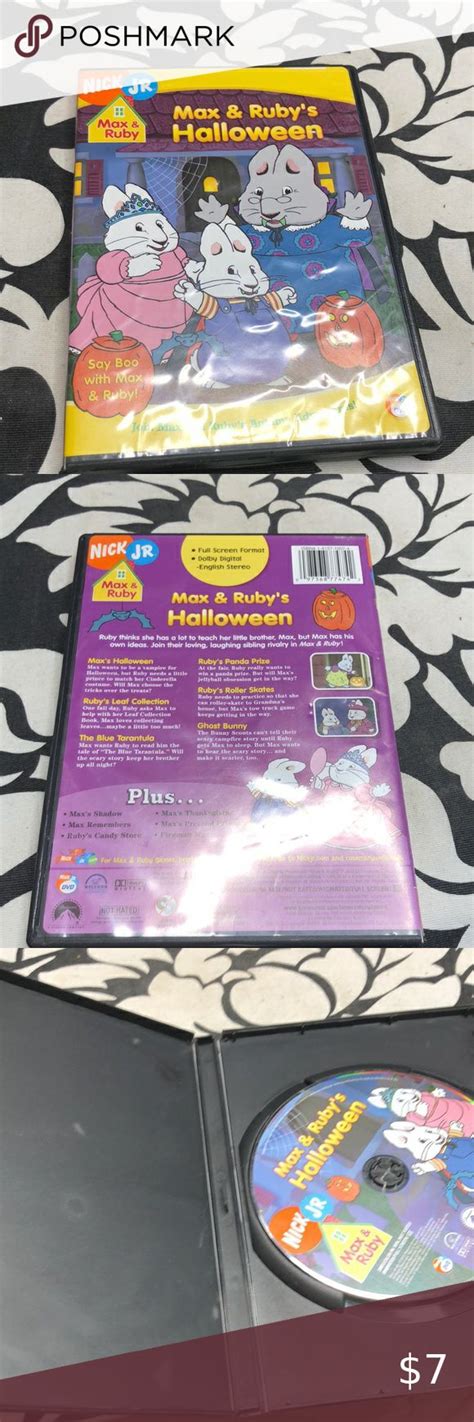 POSHMARK
NICK JR
Max &
Ruby
Max & Ruby's
Halloween
Say Boo
with Max
& Ruby!
NICK JR
Max &
Ruby
• Full Screen Format
• Dolby Digital
-English Stereo
Max & Ruby's
Halloween
Ruby thinks she has a lot to teach her little brother, Max, but Max has his
own ideas. Join their loving, laughing sibling rivalry in Max & Ruby!
Max's Halloween
Max wants to be a vampire for
Halloween, but Ruby needs a little
prince to match her Cinderella
costume. Will Max choose the
tricks over the treats?
Ruby's Leaf Collection
One fall day, Ruby asks Max to
help with her Leaf Collection
Book. Max loves collecting
leaves...maybe a little too much!
The Blue Tarantula
Max wants Ruby to read him the
tale of "The Blue Tarantula." Will
the scary story keep her brother
up all night?
Ruby's Panda Prize
At the fair, Ruby really wants to
win a panda prize. But will Max's
jellyball obsession get in the way?
Ruby's Roller Skates
Ruby needs to practice so that she
can roller-skate to Grandma's
house, but Max's tow truck game
keeps getting in the way.
Ghost Bunny
The Bunny Scouts can't tell their
scary campfire story until Ruby
gets Max to sleep. But Max wants
to hear the scary story... and
make it scarier, too.
Plus...
• Max's Shadow
• Max Remembers
• Ruby's Candy Store
• Max's Thanksgiving
DVD
NOT RATED
Max & Ruby's
Halloween
NICK JR
Max &
Ruby
$7